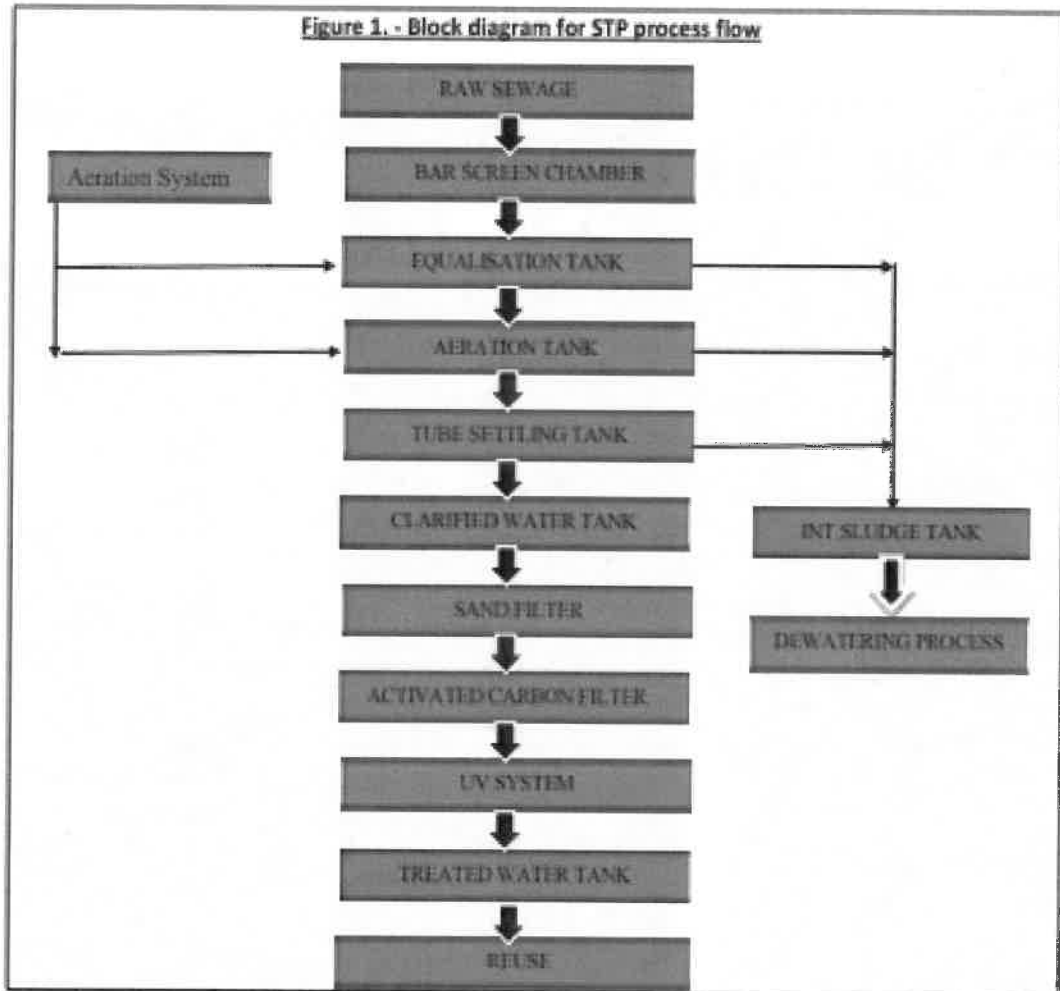 Figure 1. - Block diagram for STP process flow
RAW SEWAGE
Aeration System
BAR SCREEN CHAMBER
EQUALISATION TANK
AERATION TANK
TUBE SETTLING TANK
CLARIFIED WATER TANK
INT SLUDGE TANK
SAND FILTER
DEWATERING PROCESS
ACTIVATED CARBON FILTER
UV SYSTEM
TREATED WATER TANK
REUSE